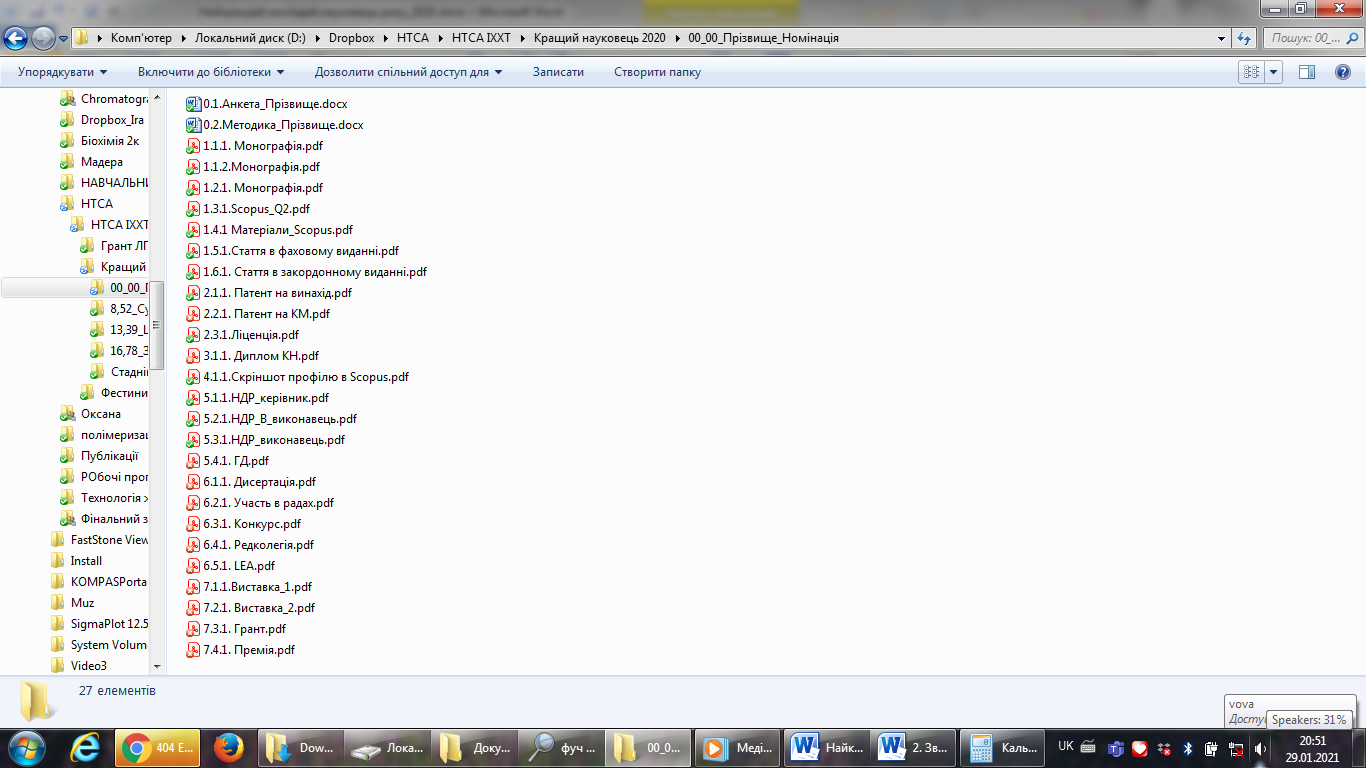 Комп'ютер ▸ Локальний диск (D:) ▸ Dropbox ▸ НТСА ▸ НТСА ІХХТ ▸ Кращий науковець 2020 ▸ 00_00_Прізвище_Номінація
Пошук: 00_...
Упорядкувати Включити до бібліотеки Дозволити спільний доступ для Записати Створити папку
Chromatogra
Dropbox_Ira
Біохімія 2к
Мадера
НАВЧАЛЬНИ
НТСА
НТСА ІХХТ
Грант ЛГ
Кращий
00_00_П
8,52_Су
13,39_L
16,78_З
Стадні
Фестини
Оксана
полімеризац
Публікації
РОбочі прог
Технологія х
Фінальний з
FastStone View
Install
KOMPASPorta
Muz
SigmaPlot 12.5
System Volum
Video3
0.1.Анкета_Прізвище.docx
0.2.Методика_Прізвище.docx
1.1.1. Монографія.pdf
1.1.2.Монографія.pdf
1.2.1. Монографія.pdf
1.3.1.Scopus_Q2.pdf
1.4.1 Матеріали_Scopus.pdf
1.5.1.Стаття в фаховому виданні.pdf
1.6.1. Стаття в закордонному виданні.pdf
2.1.1. Патент на винахід.pdf
2.2.1. Патент на КМ.pdf
2.3.1.Ліценція.pdf
3.1.1. Диплом КН.pdf
4.1.1.Скріншот профілю в Scopus.pdf
5.1.1.НДР_керівник.pdf
5.2.1.НДР_В_виконавець.pdf
5.3.1.НДР_виконавець.pdf
5.4.1. ГД.pdf
6.1.1. Дисертація.pdf
6.2.1. Участь в радах.pdf
6.3.1. Конкурс.pdf
6.4.1. Редколегія.pdf
6.5.1. LEA.pdf
7.1.1.Виставка_1.pdf
7.2.1. Виставка_2.pdf
7.3.1. Грант.pdf
7.4.1. Премія.pdf
27 елементів
vova
Speakers: 31%
404 E... Dow... Лока... Доку... фуч ... 00_0... Медi... Найк... 2. Зв... Каль... UK
20:51
29.01.2021